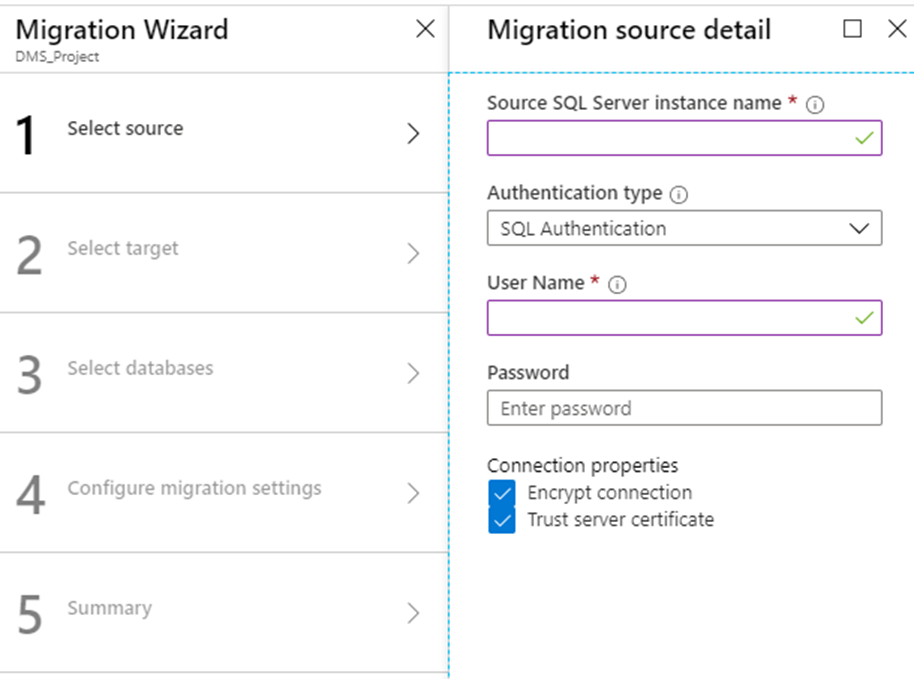 Migration Wizard
DMS_Project
1 Select source
2 Select target
3 Select databases
4 Configure migration settings
5 Summary
Migration source detail
Source SQL Server instance name *
Authentication type
SQL Authentication
User Name *
Password
Enter password
Connection properties
Encrypt connection
Trust server certificate